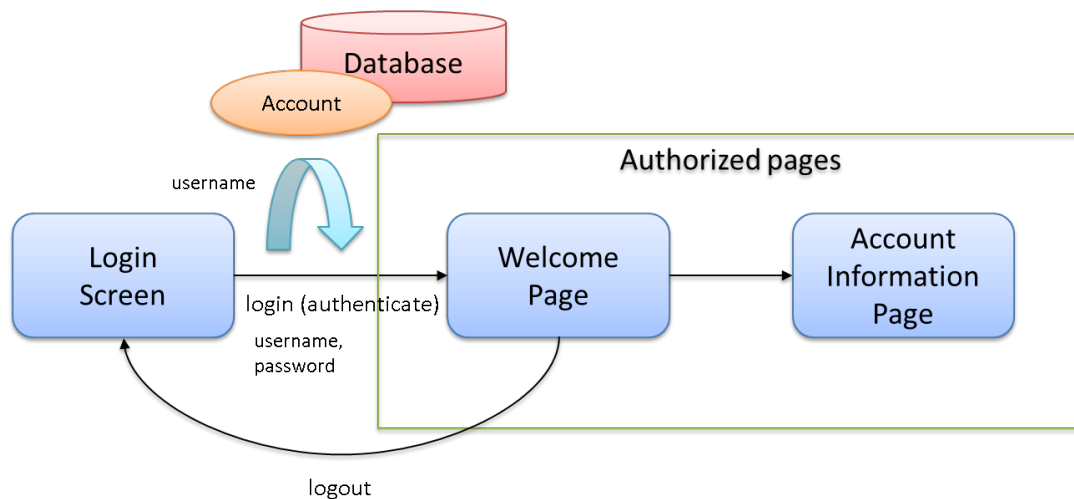 Database
Account
Authorized pages
username
Login
Screen
Welcome
Page
Account
Information
Page
login (authenticate)
username,
password
logout